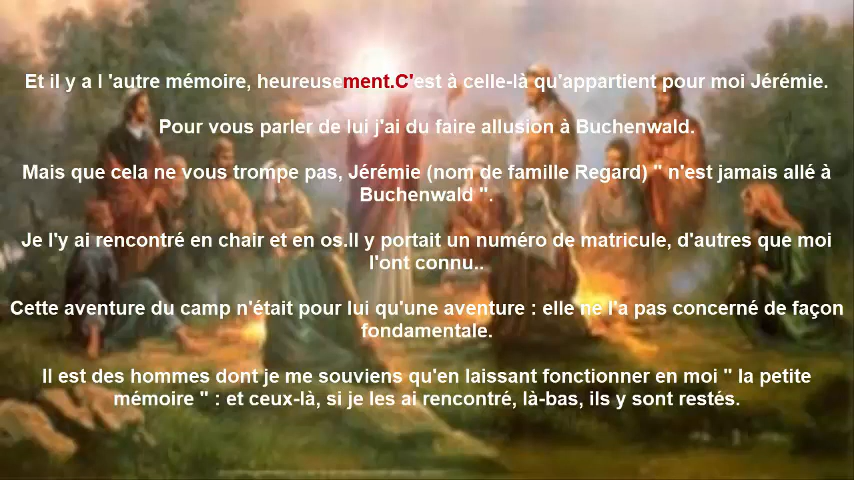 Et il y a l 'autre mémoire, heureusement.C'est à celle-là qu'appartient pour moi Jérémie.
Pour vous parler de lui j'ai du faire allusion à Buchenwald.
Mais que cela ne vous trompe pas, Jérémie (nom de famille Regard) " n'est jamais allé à
Buchenwald ".
Je l'y ai rencontré en chair et en os.Il y portait un numéro de matricule, d'autres que moi
l'ont connu..
Cette aventure du camp n'était pour lui qu'une aventure : elle ne l'a pas concerné de façon
fondamentale.
Il est des hommes dont je me souviens qu'en laissant fonctionner en moi " la petite
mémoire " : et ceux-là, si je les ai rencontré, là-bas, ils y sont restés.